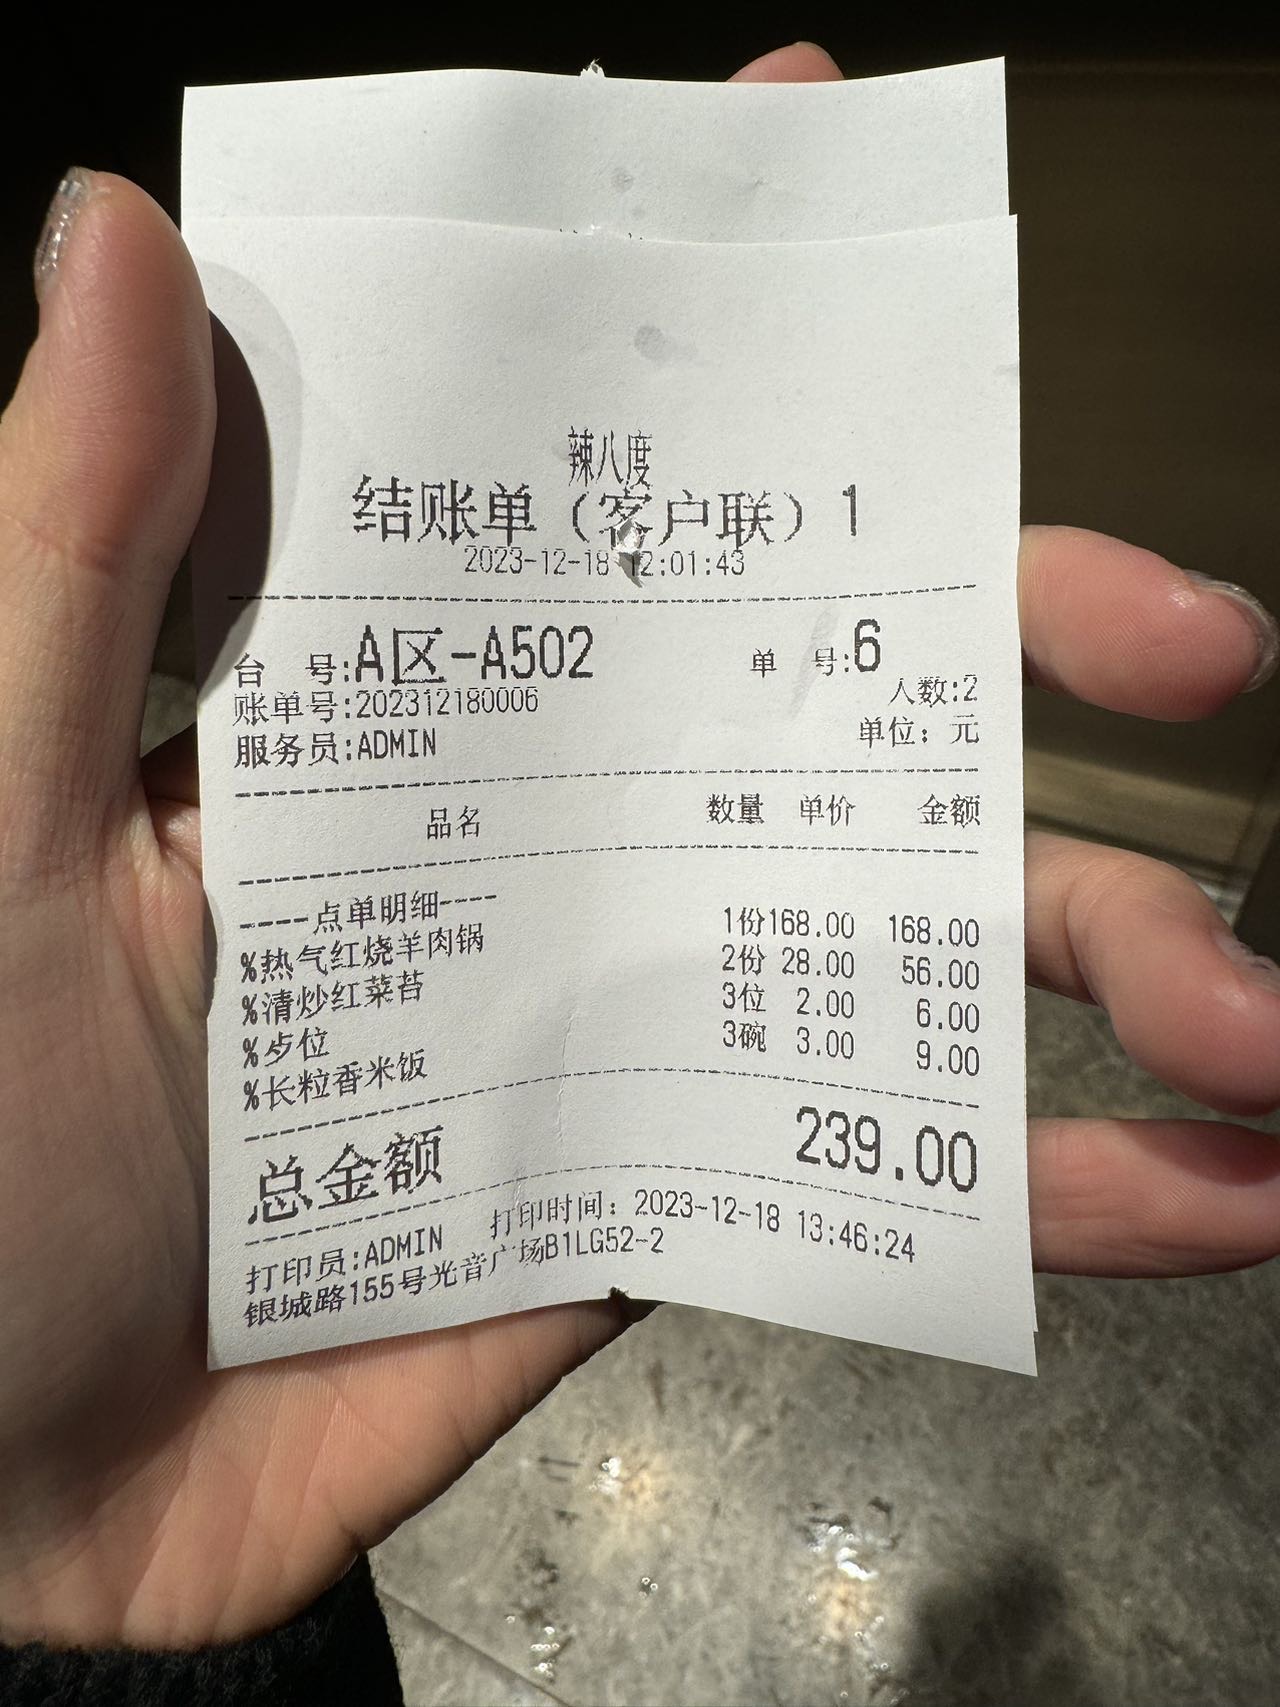 辣八度
结账单（客户联）1
2023-12-18 12:01:43
台 号:A区-A502 单 号:6
账单号:202312180006 人数:2
服务员:ADMIN 单位：元
品名 数量 单价 金额
----点单明细----
%热气红烧羊肉锅 1份 168.00 168.00
%清炒红菜苔 2份 28.00 56.00
%歺位 3位 2.00 6.00
%长粒香米饭 3碗 3.00 9.00
总金额 239.00
打印员:ADMIN 打印时间：2023-12-18 13:46:24
银城路155号光音广场B1LG52-2